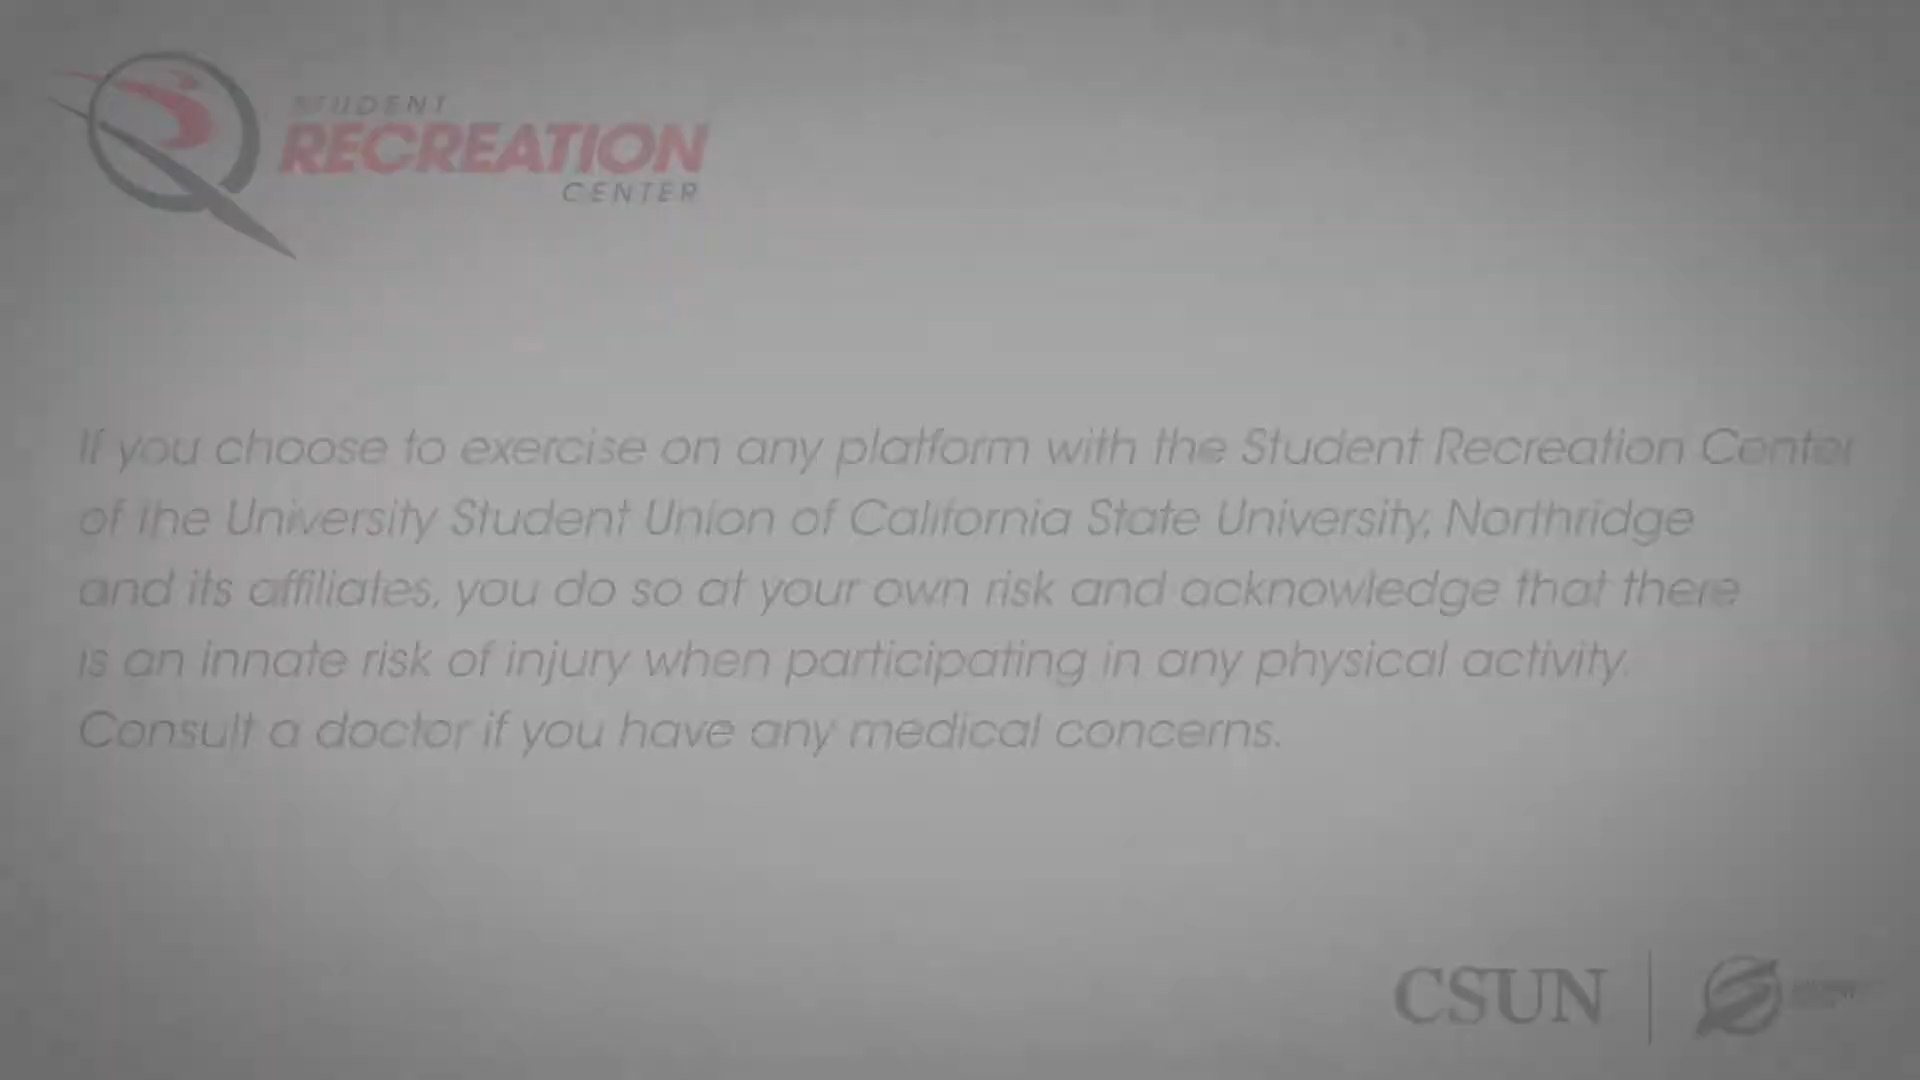 STUDENT
RECREATION
CENTER
If you choose to exercise on any platform with the Student Recreation Center
of the University Student Union of California State University, Northridge
and its affiliates, you do so at your own risk and acknowledge that there
is an innate risk of injury when participating in any physical activity.
Consult a doctor if you have any medical concerns.
CSUN